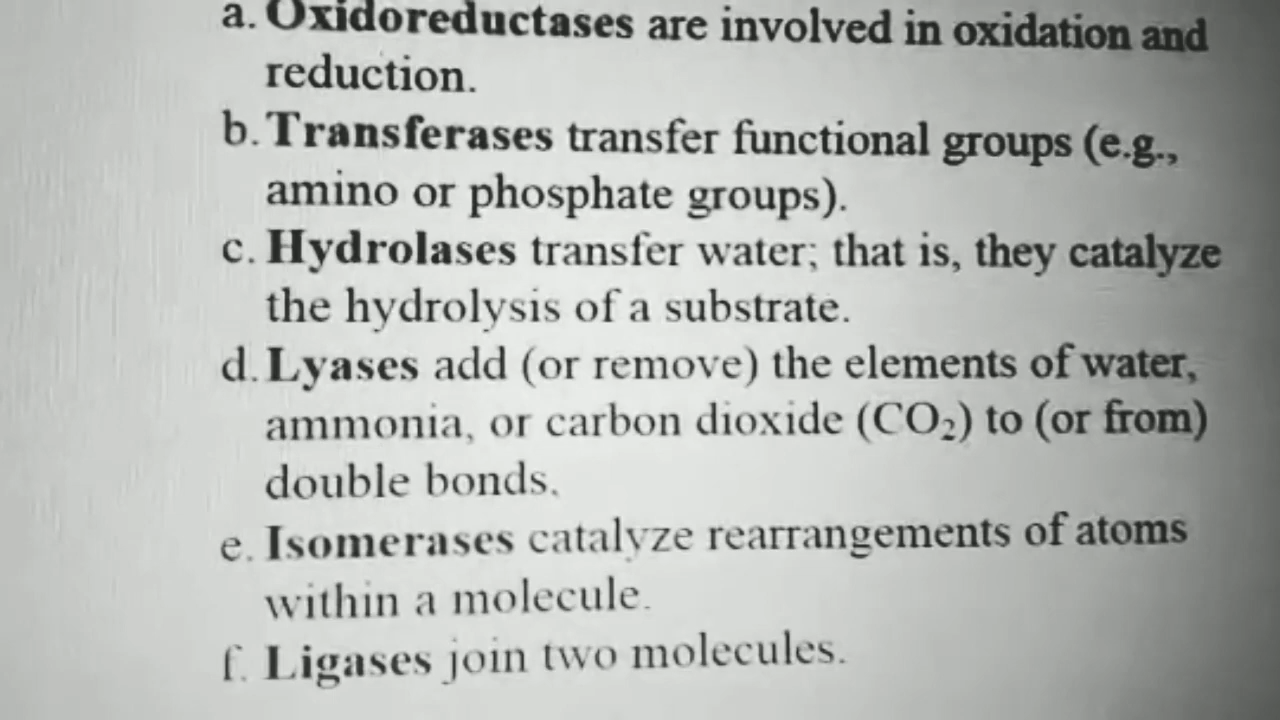 a. Oxidoreductases are involved in oxidation and
reduction.
b. Transferases transfer functional groups (e.g.,
amino or phosphate groups).
c. Hydrolases transfer water; that is, they catalyze
the hydrolysis of a substrate.
d. Lyases add (or remove) the elements of water,
ammonia, or carbon dioxide (CO₂) to (or from)
double bonds.
e. Isomerases catalyze rearrangements of atoms
within a molecule.
f. Ligases join two molecules.